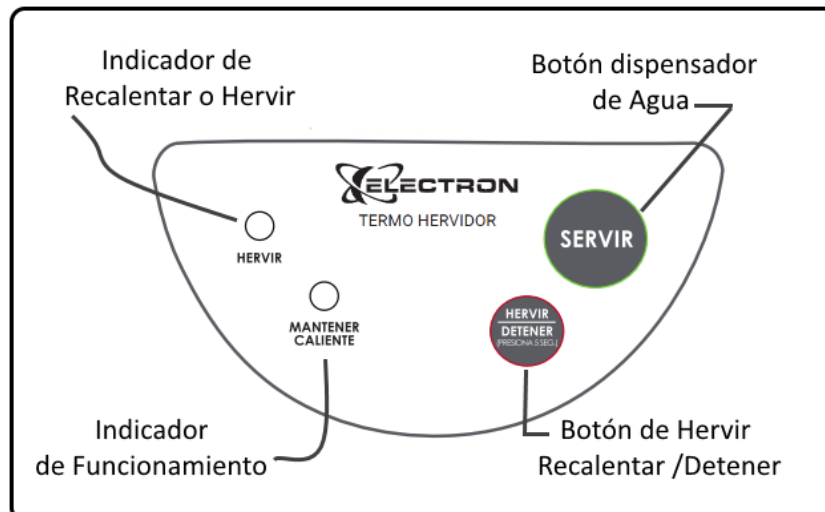 Indicador de
Recalentar o Hervir
Botón dispensador
de Agua
ELECTRON
TERMO HERVIDOR
HERVIR
SERVIR
MANTENER
CALIENTE
HERVIR
DETENER
(PRESIONA 5 SEG.)
Indicador
de Funcionamiento
Botón de Hervir
Recalentar /Detener